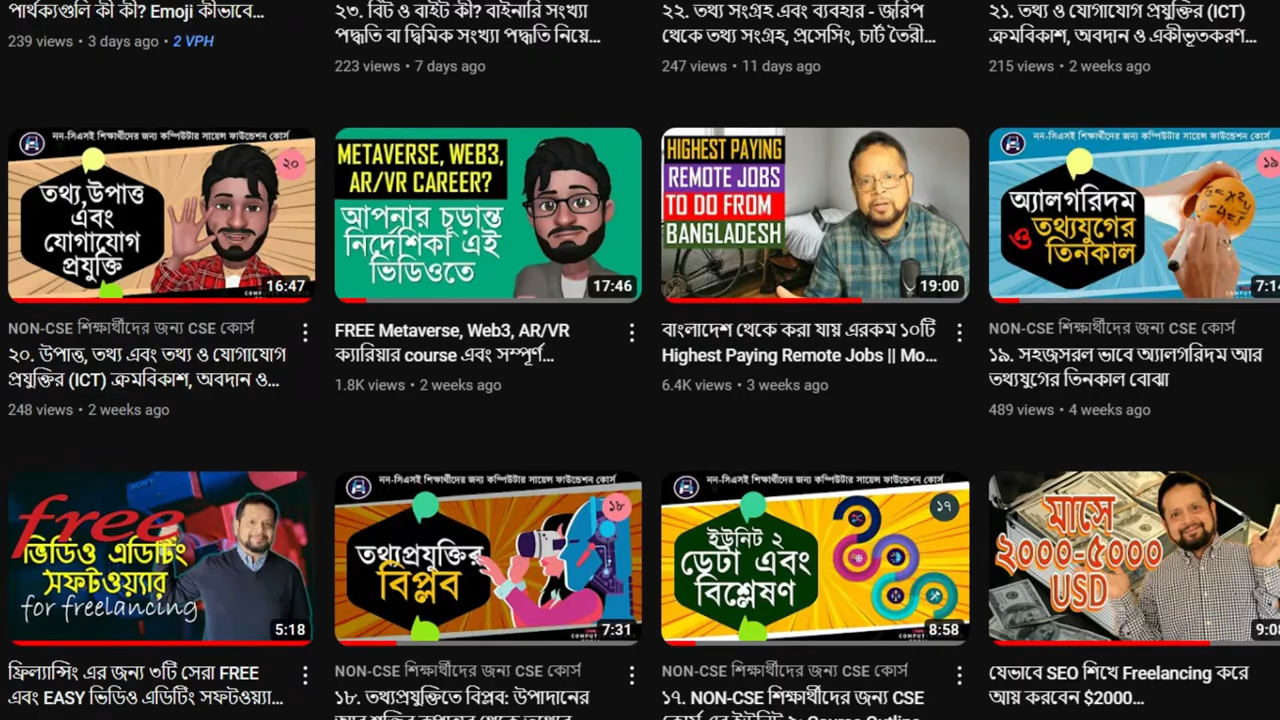 পার্থক্যগুলি কী কী? Emoji কীভাবে...
239 views • 3 days ago • 2 VPH
২৩. বিট ও বাইট কী? বাইনারি সংখ্যা
পদ্ধতি বা দ্বিমিক সংখ্যা পদ্ধতি নিয়ে...
223 views • 7 days ago
২২. তথ্য সংগ্রহ এবং ব্যবহার - জরিপ
থেকে তথ্য সংগ্রহ, প্রসেসিং, চার্ট তৈরী...
247 views • 11 days ago
২১. তথ্য ও যোগাযোগ প্রযুক্তির (ICT)
ক্রমবিকাশ, অবদান ও একীভূতকরণ...
215 views • 2 weeks ago
নন-সিএসই শিক্ষার্থীদের জন্য কম্পিউটার সায়েন্স ফাউন্ডেশন কোর্স
২০
তথ্য,উপাত্ত
এবং
যোগাযোগ
প্রযুক্তি
16:47
NON-CSE শিক্ষার্থীদের জন্য CSE কোর্স
২০. উপাত্ত, তথ্য এবং তথ্য ও যোগাযোগ
প্রযুক্তির (ICT) ক্রমবিকাশ, অবদান ও...
248 views • 2 weeks ago
METAVERSE, WEB3,
AR/VR CAREER?
আপনার চূড়ান্ত
নির্দেশিকা এই
ভিডিওতে
17:46
FREE Metaverse, Web3, AR/VR
ক্যারিয়ার course এবং সম্পূর্ণ...
1.8K views • 2 weeks ago
HIGHEST PAYING
REMOTE JOBS
TO DO FROM
BANGLADESH
19:00
বাংলাদেশ থেকে করা যায় এরকম ১০টি
Highest Paying Remote Jobs || Mo...
6.4K views • 3 weeks ago
নন-সিএসই শিক্ষার্থীদের জন্য কম্পিউটার সায়েন্স ফাউন্ডেশন কোর্স
১৯
অ্যালগরিদম
ও তথ্যযুগের
তিনকাল
7:14
NON-CSE শিক্ষার্থীদের জন্য CSE কোর্স
১৯. সহজসরল ভাবে অ্যালগরিদম আর
তথ্যযুগের তিনকাল বোঝা
489 views • 4 weeks ago
free
ভিডিও এডিটিং
সফটওয়্যার
for freelancing
5:18
ফ্রিল্যান্সিং এর জন্য ৩টি সেরা FREE
এবং EASY ভিডিও এডিটিং সফটওয়্যা...
নন-সিএসই শিক্ষার্থীদের জন্য কম্পিউটার সায়েন্স ফাউন্ডেশন কোর্স
১৮
তথ্যপ্রযুক্তির
বিপ্লব
7:31
NON-CSE শিক্ষার্থীদের জন্য CSE কোর্স
১৮. তথ্যপ্রযুক্তিতে বিপ্লব: উপাদানের
নন-সিএসই শিক্ষার্থীদের জন্য কম্পিউটার সায়েন্স ফাউন্ডেশন কোর্স
১৭
ইউনিট ২
ডেটা এবং
বিশ্লেষণ
8:58
NON-CSE শিক্ষার্থীদের জন্য CSE কোর্স
১৭. NON-CSE শিক্ষার্থীদের জন্য CSE
মাসে
২০০০-৫০০০
USD
9:08
যেভাবে SEO শিখে Freelancing করে
আয় করবেন $2000...